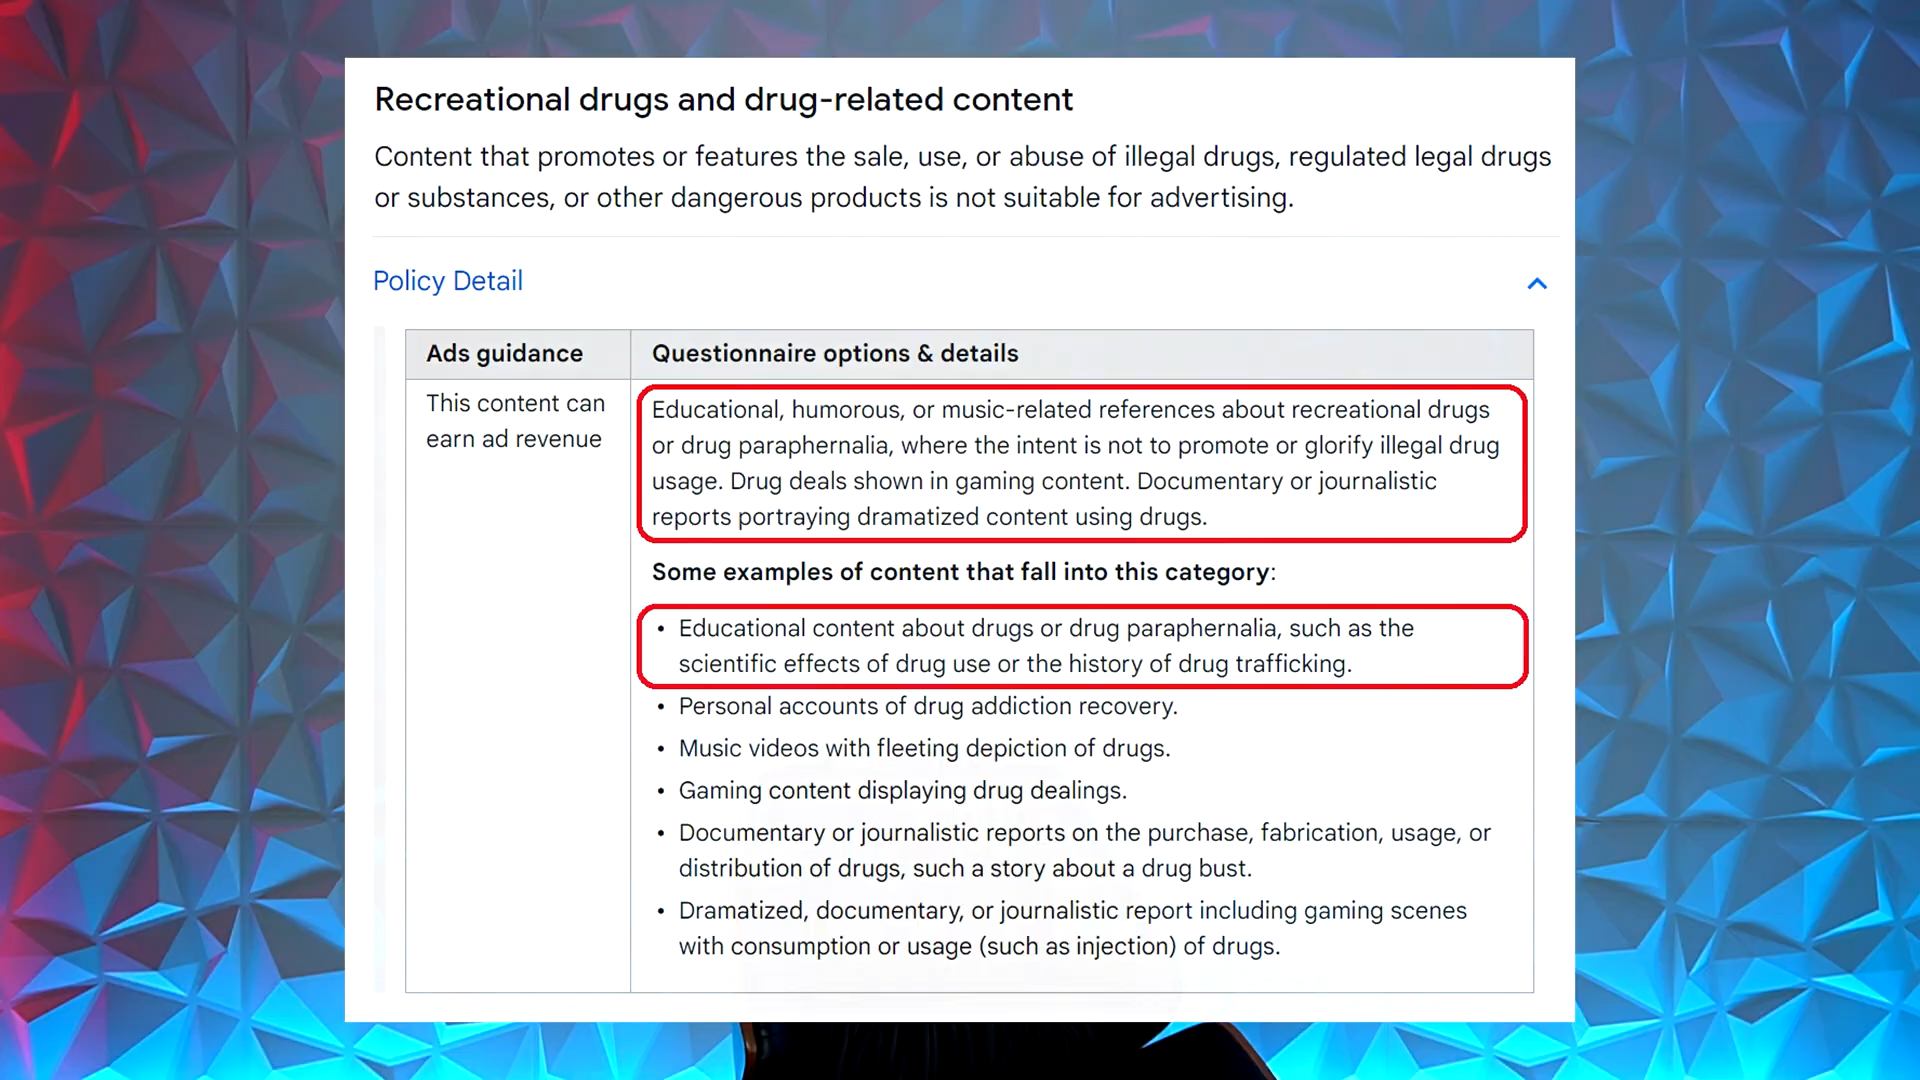 Recreational drugs and drug-related content
Content that promotes or features the sale, use, or abuse of illegal drugs, regulated legal drugs
or substances, or other dangerous products is not suitable for advertising.
Policy Detail
Ads guidance
Questionnaire options & details
This content can
earn ad revenue
Educational, humorous, or music-related references about recreational drugs
or drug paraphernalia, where the intent is not to promote or glorify illegal drug
usage. Drug deals shown in gaming content. Documentary or journalistic
reports portraying dramatized content using drugs.
Some examples of content that fall into this category:
• Educational content about drugs or drug paraphernalia, such as the
scientific effects of drug use or the history of drug trafficking.
• Personal accounts of drug addiction recovery.
• Music videos with fleeting depiction of drugs.
• Gaming content displaying drug dealings.
• Documentary or journalistic reports on the purchase, fabrication, usage, or
distribution of drugs, such a story about a drug bust.
• Dramatized, documentary, or journalistic report including gaming scenes
with consumption or usage (such as injection) of drugs.